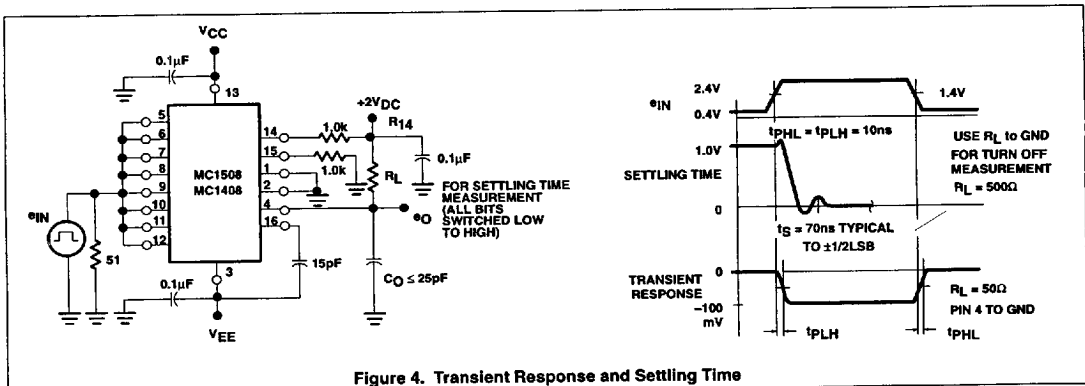 VCC
0.1µF
13
5
6
7
8
9
10
11
12
MC1508
MC1408
14
15
1
2
4
16
3
1.0k
1.0k
+2VDC
R14
0.1µF
RL
FOR SETTLING TIME
MEASUREMENT
(ALL BITS
SWITCHED LOW
TO HIGH)
eO
eIN
51
15pF
CO ≤ 25pF
0.1µF
VEE
eIN
2.4V
0.4V
1.4V
tPHL = tPLH = 10ns
USE RL to GND
FOR TURN OFF
MEASUREMENT
RL = 500Ω
1.0V
SETTLING TIME
0
tS = 70ns TYPICAL
TO ±1/2LSB
0
TRANSIENT
RESPONSE
–100
mV
RL = 50Ω
PIN 4 TO GND
tPLH
tPHL
Figure 4. Transient Response and Settling Time